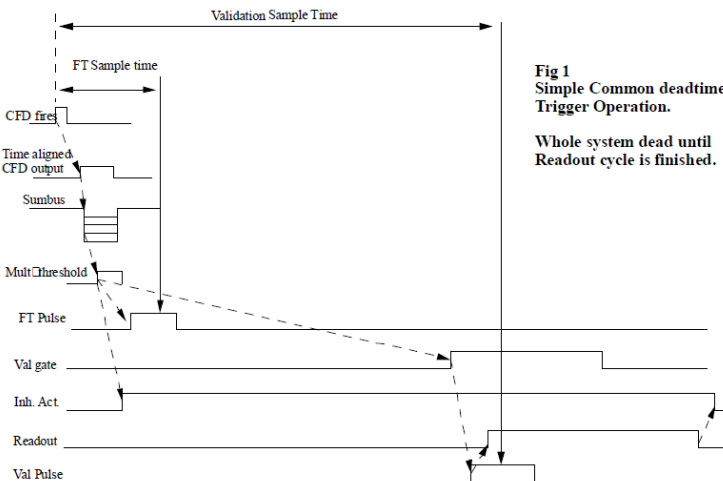 Validation Sample Time
FT Sample time
Fig 1
Simple Common deadtime
Trigger Operation.
Whole system dead until
Readout cycle is finished.
CFD fires
Time aligned
CFD output
Sumbus
Mult□threshold
FT Pulse
Val gate
Inh. Act.
Readout
Val Pulse